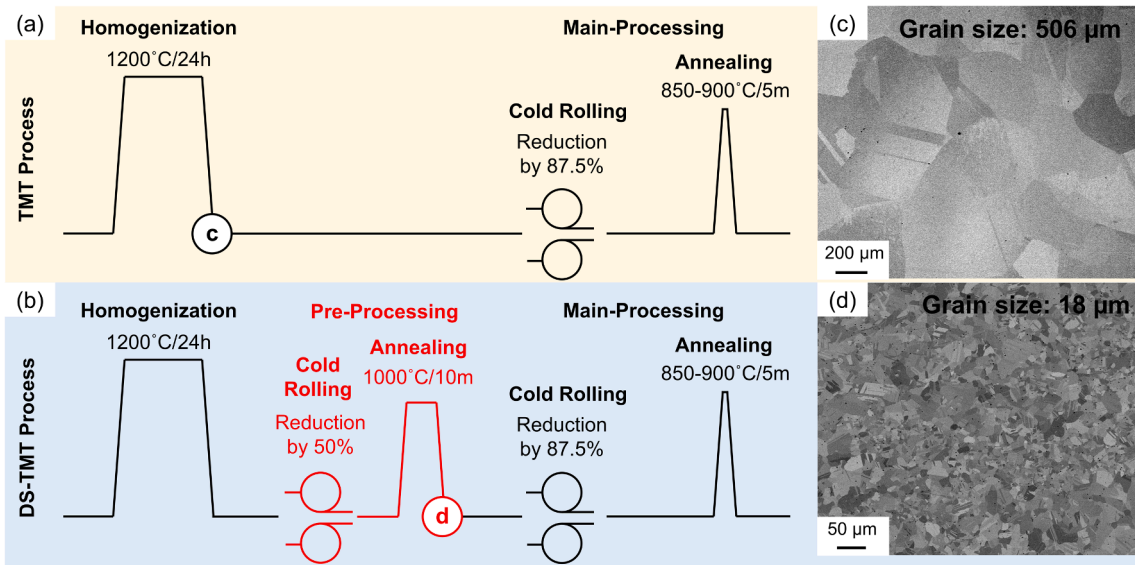 (a)
TMT Process
Homogenization
1200˚C/24h
c
Main-Processing
Cold Rolling
Reduction
by 87.5%
Annealing
850-900˚C/5m
(c)
Grain size: 506 µm
200 µm
(b)
DS-TMT Process
Homogenization
1200˚C/24h
Pre-Processing
Cold
Rolling
Reduction
by 50%
Annealing
1000˚C/10m
d
Main-Processing
Cold Rolling
Reduction
by 87.5%
Annealing
850-900˚C/5m
(d)
Grain size: 18 µm
50 µm